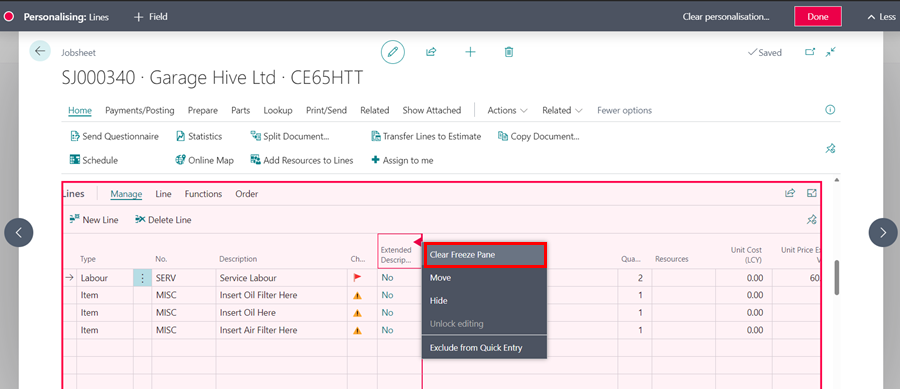 Personalising: Lines + Field Clear personalisation... Done Less
Jobsheet Saved
SJ000340 · Garage Hive Ltd · CE65HTT
Home Payments/Posting Prepare Parts Lookup Print/Send Related Show Attached Actions Related Fewer options
Send Questionnaire Statistics Split Document... Transfer Lines to Estimate Copy Document...
Schedule Online Map Add Resources to Lines Assign to me
Lines Manage Line Functions Order
New Line Delete Line
Type No. Description Ch... Extended Descrip... Qua... Resources Unit Cost (LCY) Unit Price E
Labour SERV Service Labour No 2 0.00 60
Item MISC Insert Oil Filter Here No 1 0.00
Item MISC Insert Oil Here No 1 0.00
Item MISC Insert Air Filter Here No 1 0.00
Clear Freeze Pane
Move
Hide
Unlock editing
Exclude from Quick Entry